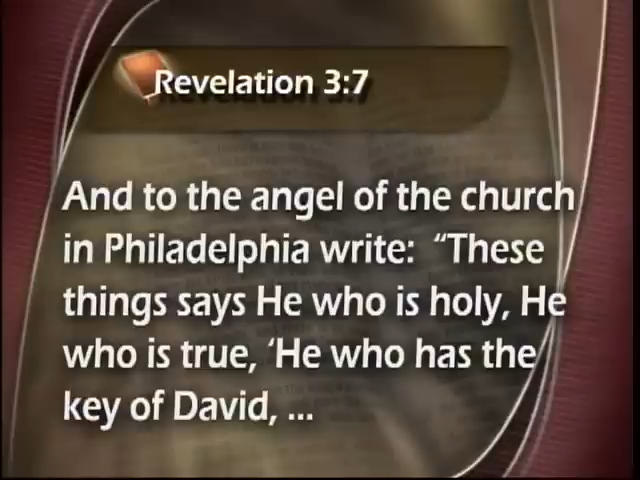 Revelation 3:7
And to the angel of the church
in Philadelphia write:  “These
things says He who is holy, He
who is true, ‘He who has the
key of David, ...